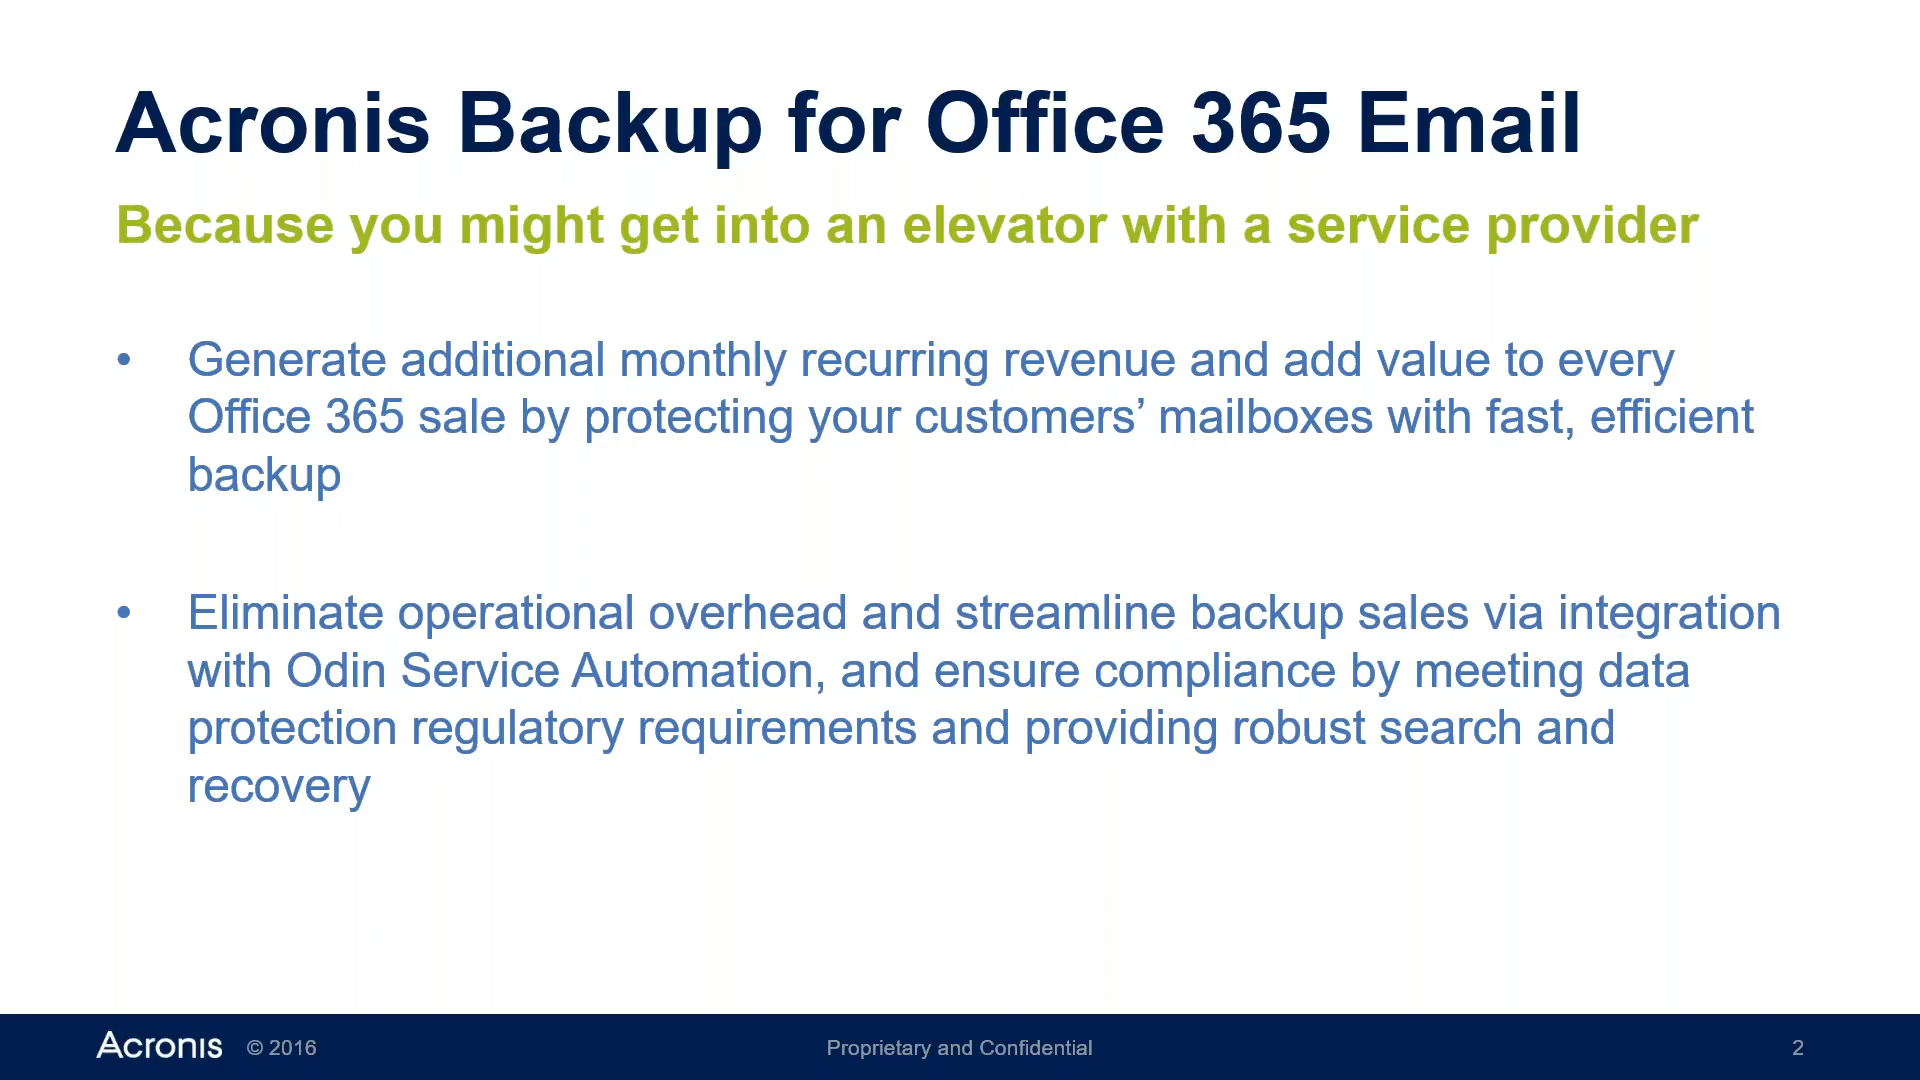 Acronis Backup for Office 365 Email
Because you might get into an elevator with a service provider
• Generate additional monthly recurring revenue and add value to every
Office 365 sale by protecting your customers’ mailboxes with fast, efficient
backup
• Eliminate operational overhead and streamline backup sales via integration
with Odin Service Automation, and ensure compliance by meeting data
protection regulatory requirements and providing robust search and
recovery
Acronis © 2016 Proprietary and Confidential 2